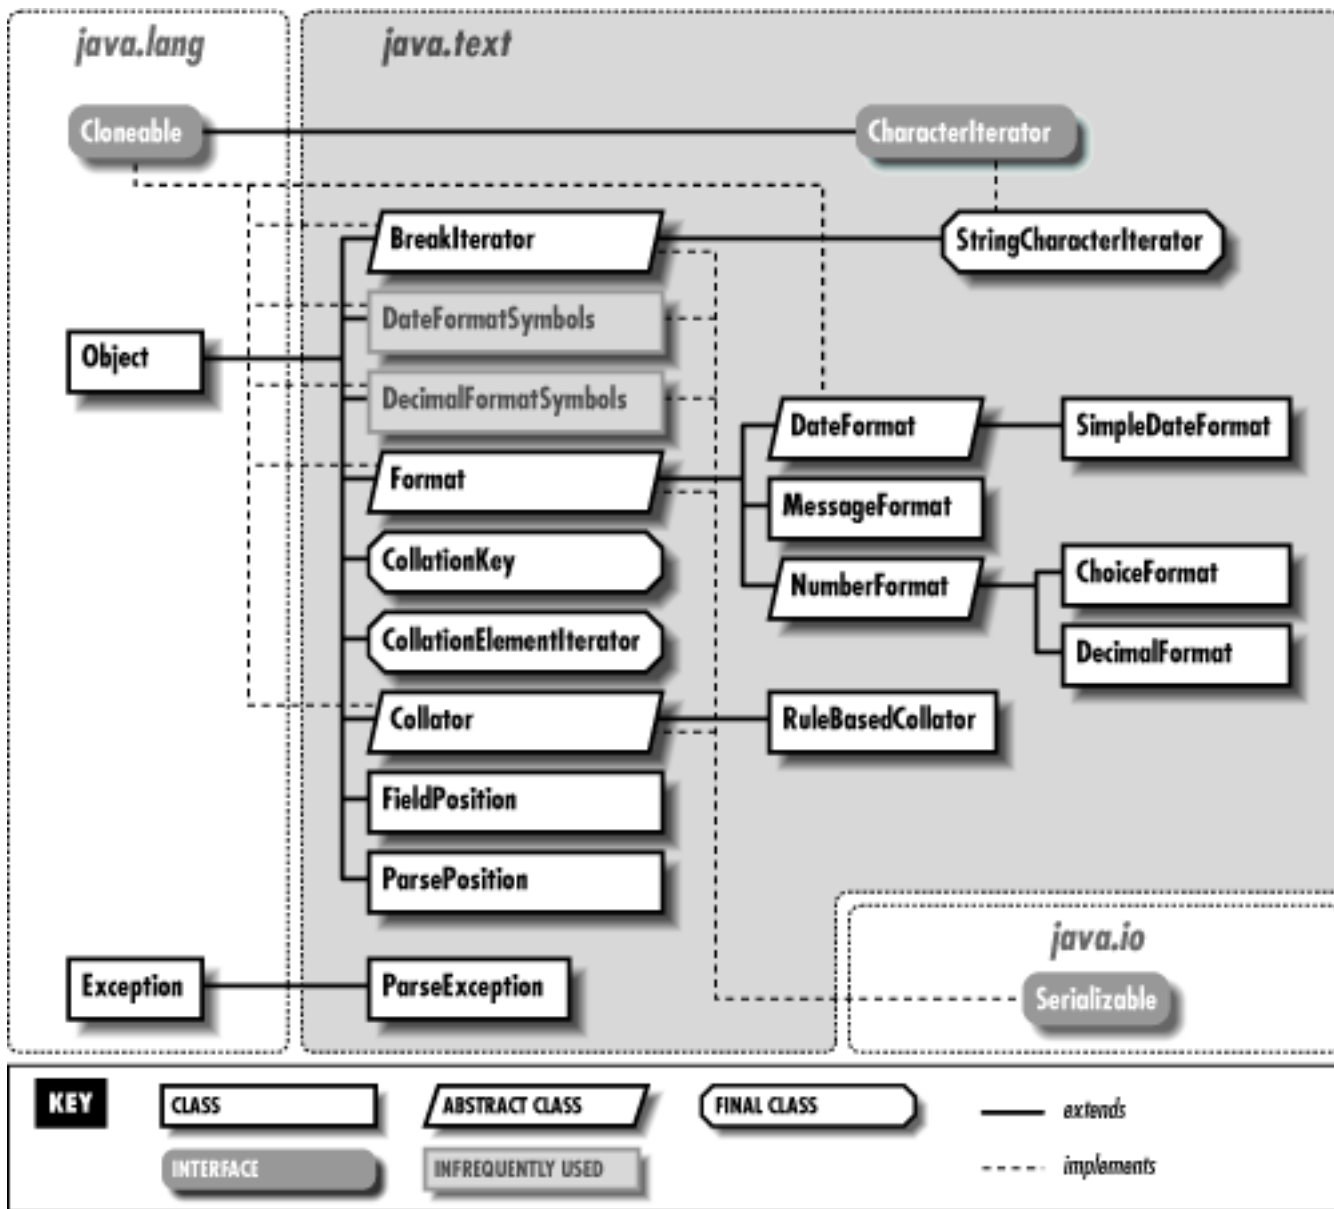 java.lang
java.text
Cloneable
CharacterIterator
BreakIterator
StringCharacterIterator
DateFormatSymbols
Object
DecimalFormatSymbols
DateFormat
SimpleDateFormat
Format
MessageFormat
CollationKey
NumberFormat
ChoiceFormat
CollationElementIterator
DecimalFormat
Collator
RuleBasedCollator
FieldPosition
ParsePosition
java.io
Exception
ParseException
Serializable
KEY
CLASS
ABSTRACT CLASS
FINAL CLASS
extends
INTERFACE
INFREQUENTLY USED
implements